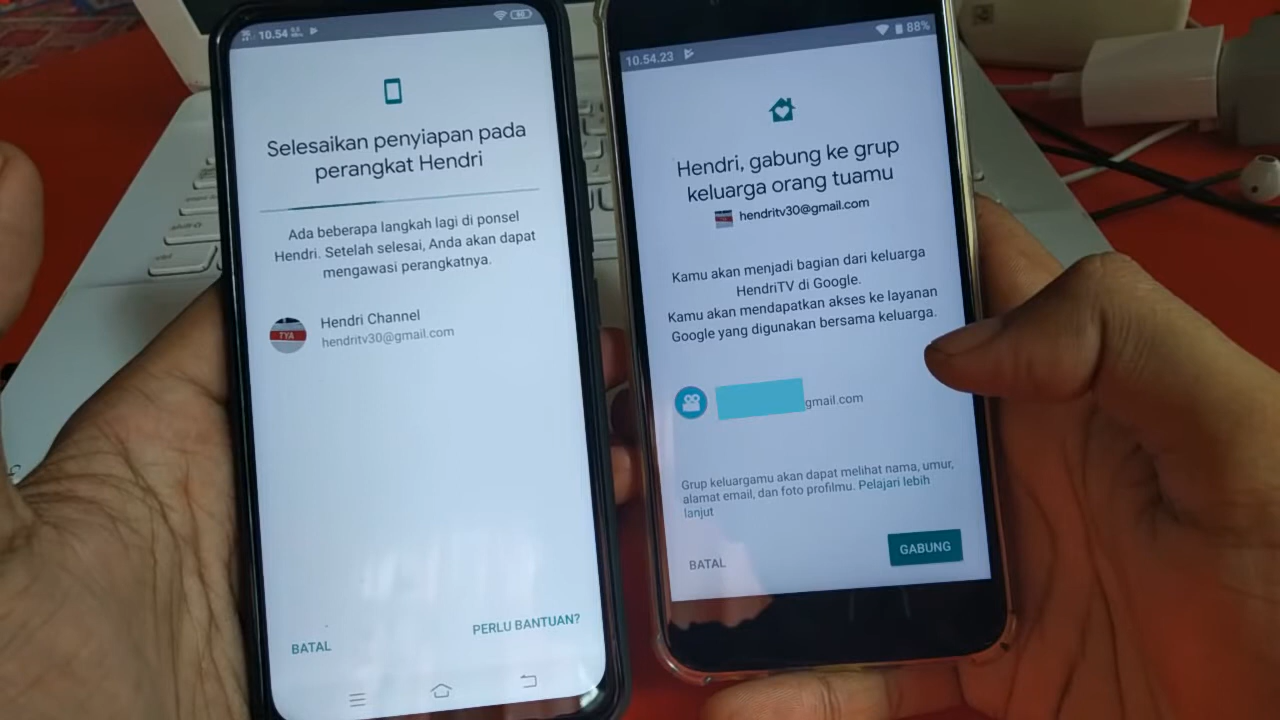 10.54
Selesaikan penyiapan pada
perangkat Hendri
Ada beberapa langkah lagi di ponsel
Hendri. Setelah selesai, Anda akan dapat
mengawasi perangkatnya.
TYA
Hendri Channel
hendritv30@gmail.com
BATAL
PERLU BANTUAN?
10.54.23
88%
Hendri, gabung ke grup
keluarga orang tuamu
hendritv30@gmail.com
Kamu akan menjadi bagian dari keluarga
HendriTV di Google.
Kamu akan mendapatkan akses ke layanan
Google yang digunakan bersama keluarga.
gmail.com
Grup keluargamu akan dapat melihat nama, umur,
alamat email, dan foto profilmu. Pelajari lebih
lanjut
BATAL
GABUNG